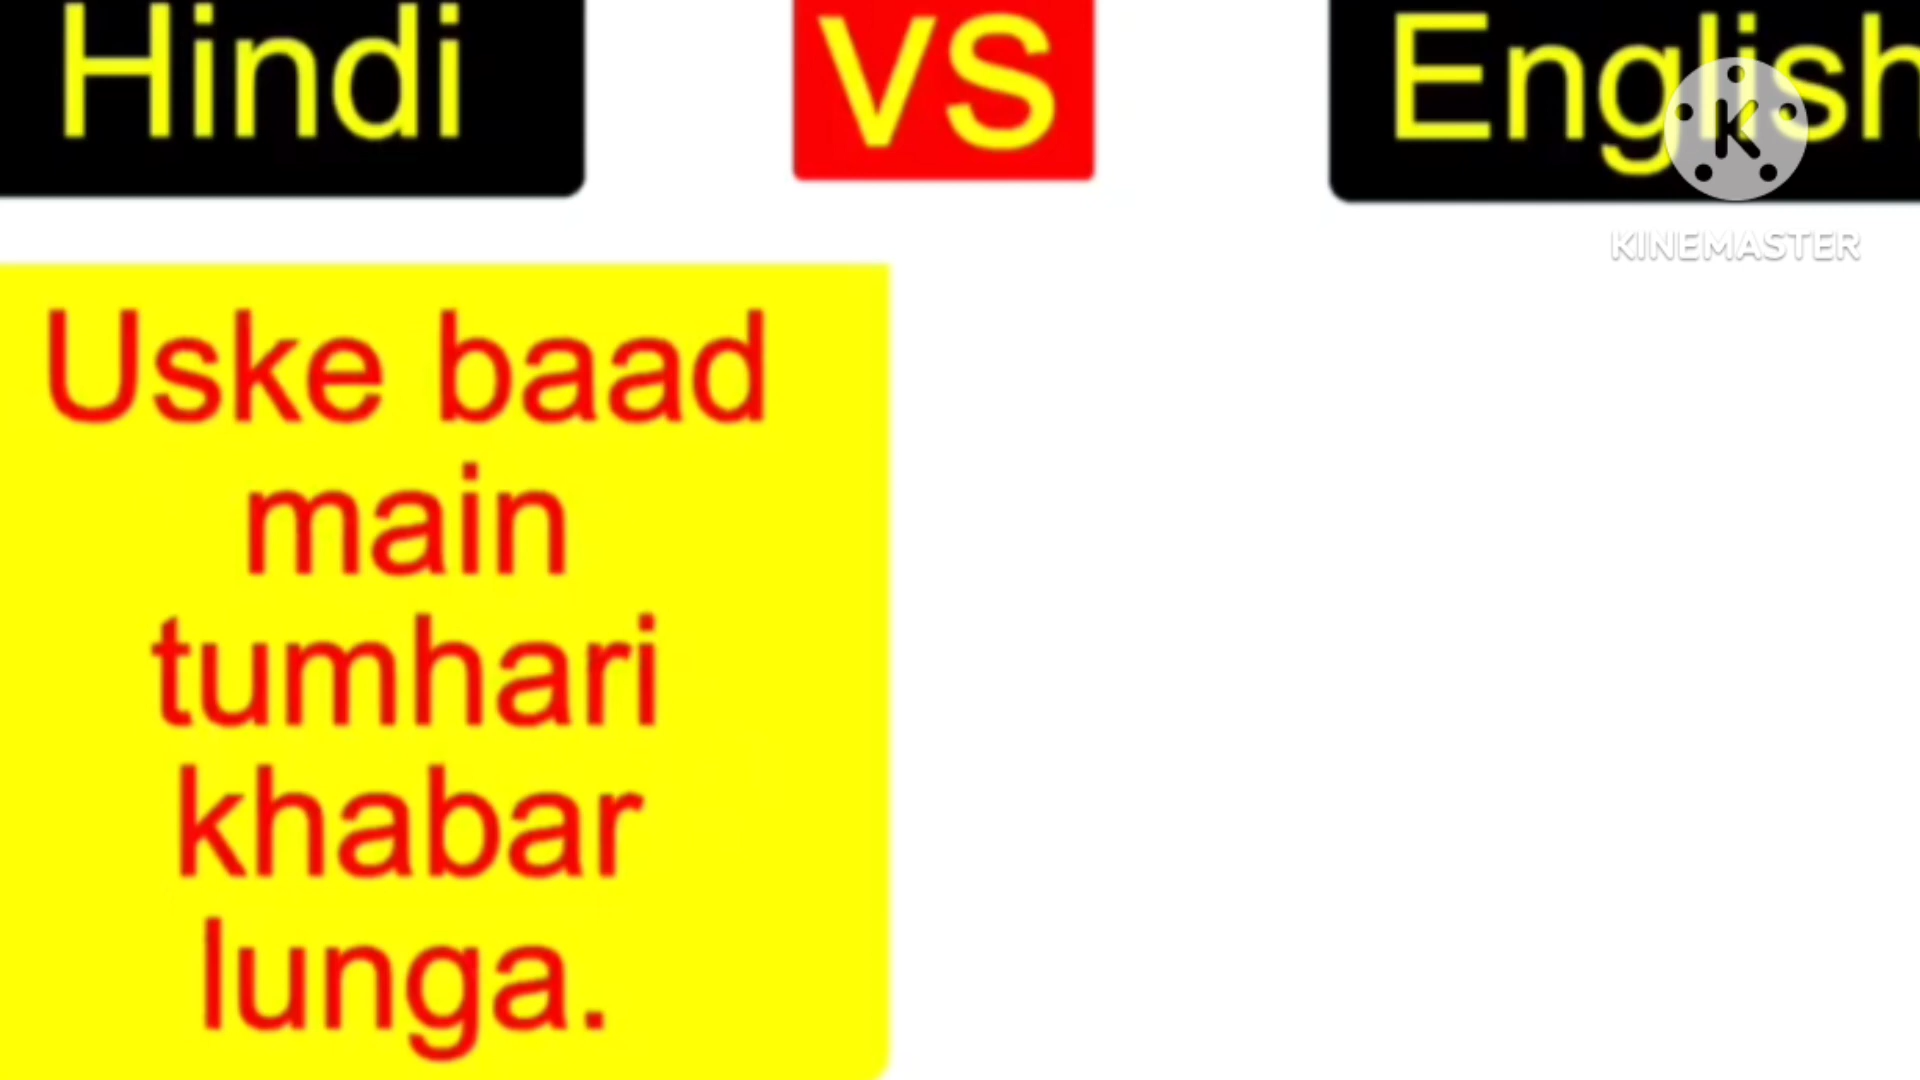 Hindi VS English
KINEMASTER
Uske baad
main
tumhari
khabar
lunga.